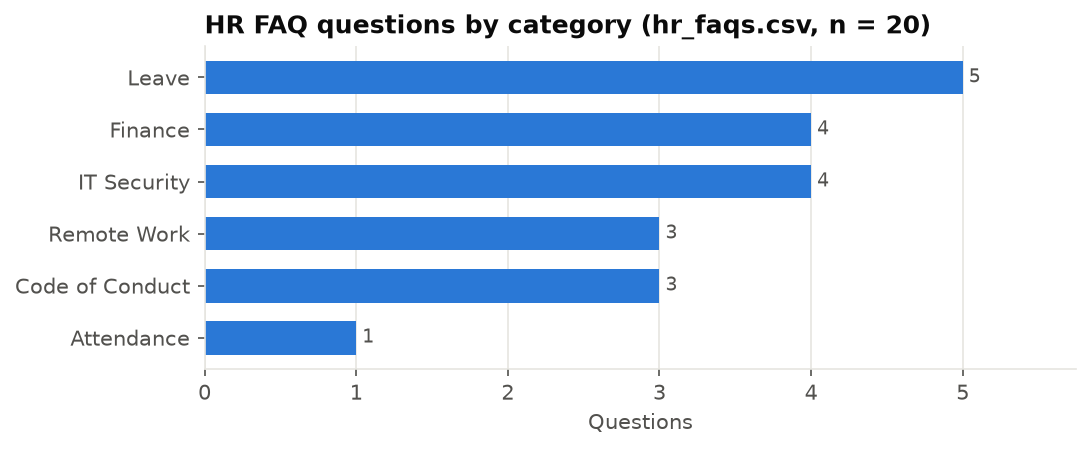 HR FAQ questions by category (hr_faqs.csv, n = 20)
Leave 5
Finance 4
IT Security 4
Remote Work 3
Code of Conduct 3
Attendance 1
0 1 2 3 4 5
Questions